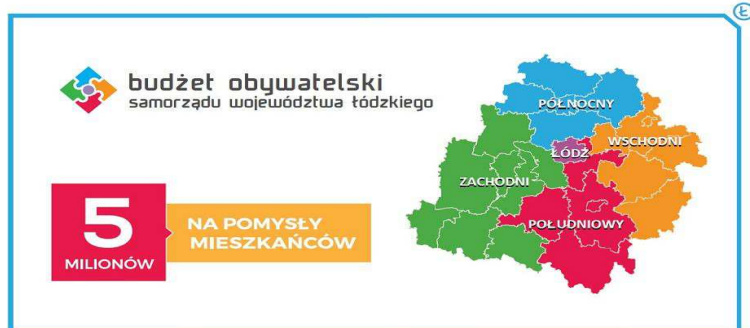 budżet obywatelski
samorządu województwa łódzkiego
5
MILIONÓW
NA POMYSŁY
MIESZKAŃCÓW
PÓŁNOCNY
WSCHODNI
ŁÓDŹ
ZACHODNI
POŁUDNIOWY
Ł